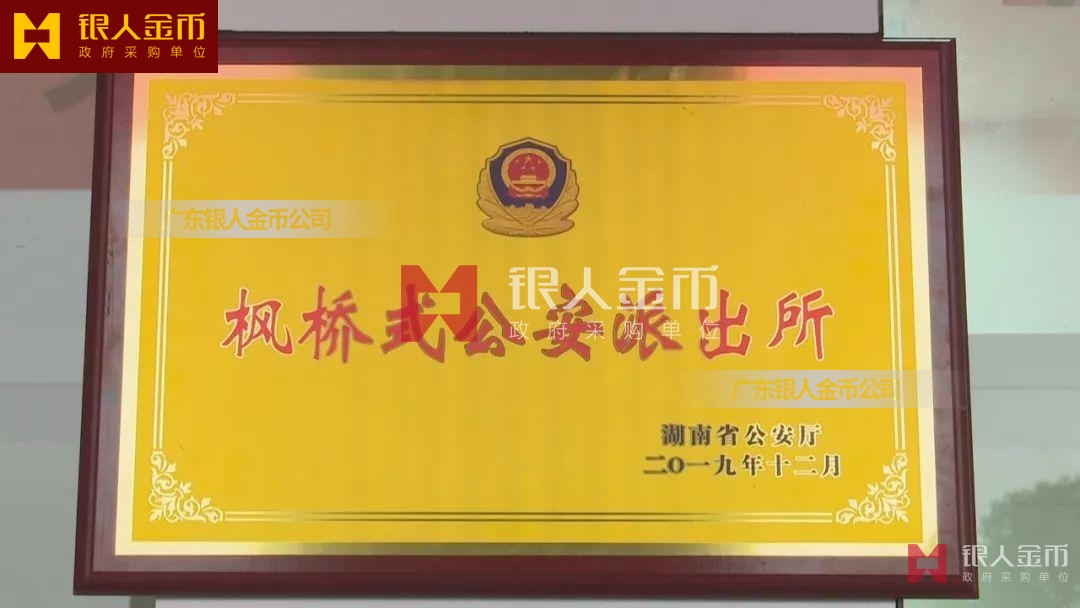 银人金币
政府采购单位
广东银人金币公司
银人金币
政府采购单位
枫桥式公安派出所
广东银人金币公司
湖南省公安厅
二〇一九年十二月
银人金币
政府采购单位